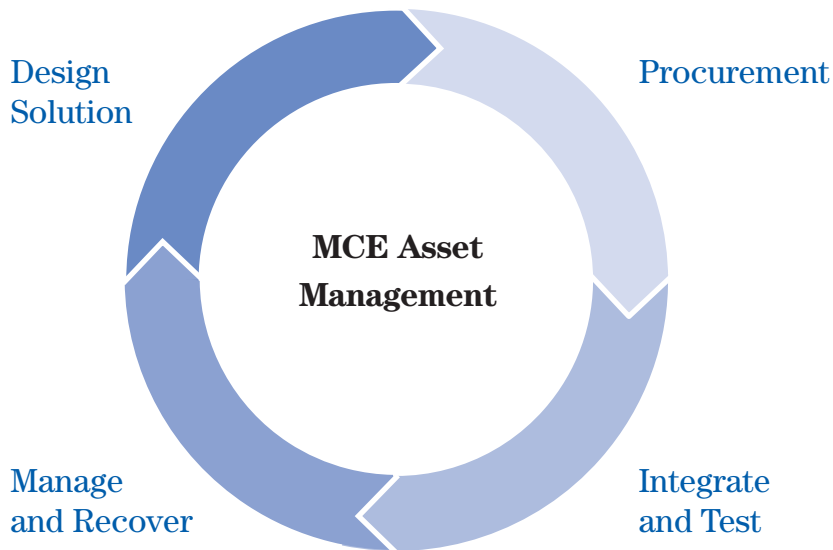 Design
Solution
Procurement
MCE Asset
Management
Manage
and Recover
Integrate
and Test